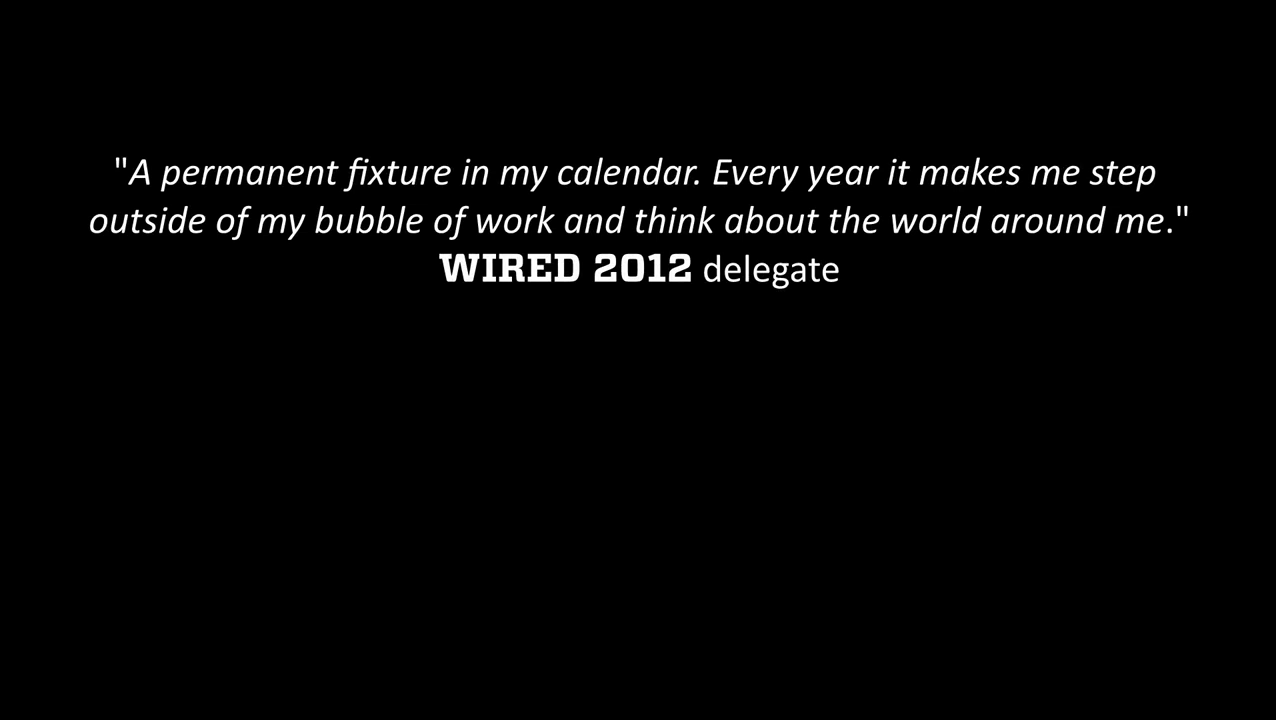 "A permanent fixture in my calendar. Every year it makes me step
outside of my bubble of work and think about the world around me."
WIRED 2012 delegate